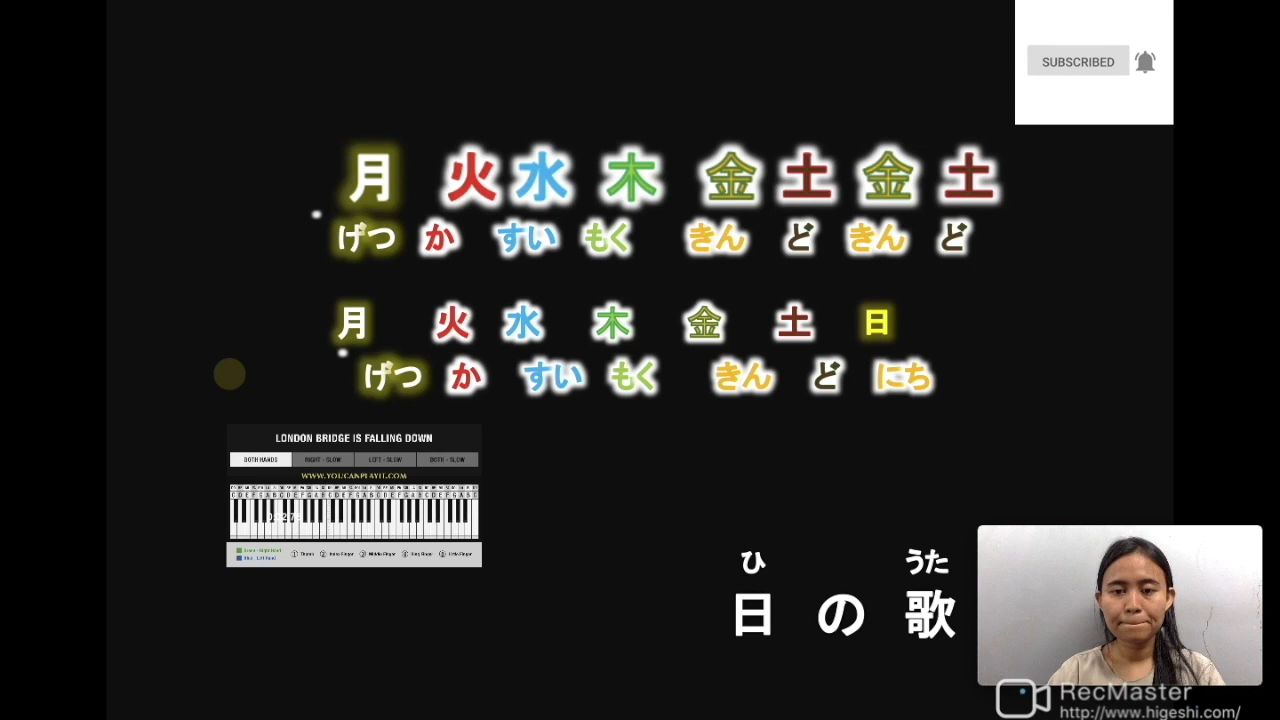 SUBSCRIBED
月 火 水 木 金 土 金 土
げつ か すい もく きん ど きん ど
月 火 水 木 金 土 日
げつ か すい もく きん ど にち
LONDON BRIDGE IS FALLING DOWN
BOTH HANDS RIGHT - SLOW LEFT - SLOW BOTH - SLOW
WWW.YOUCANPLAYIT.COM
ひ うた
日 の 歌
RecMaster
http://www.higeshi.com/